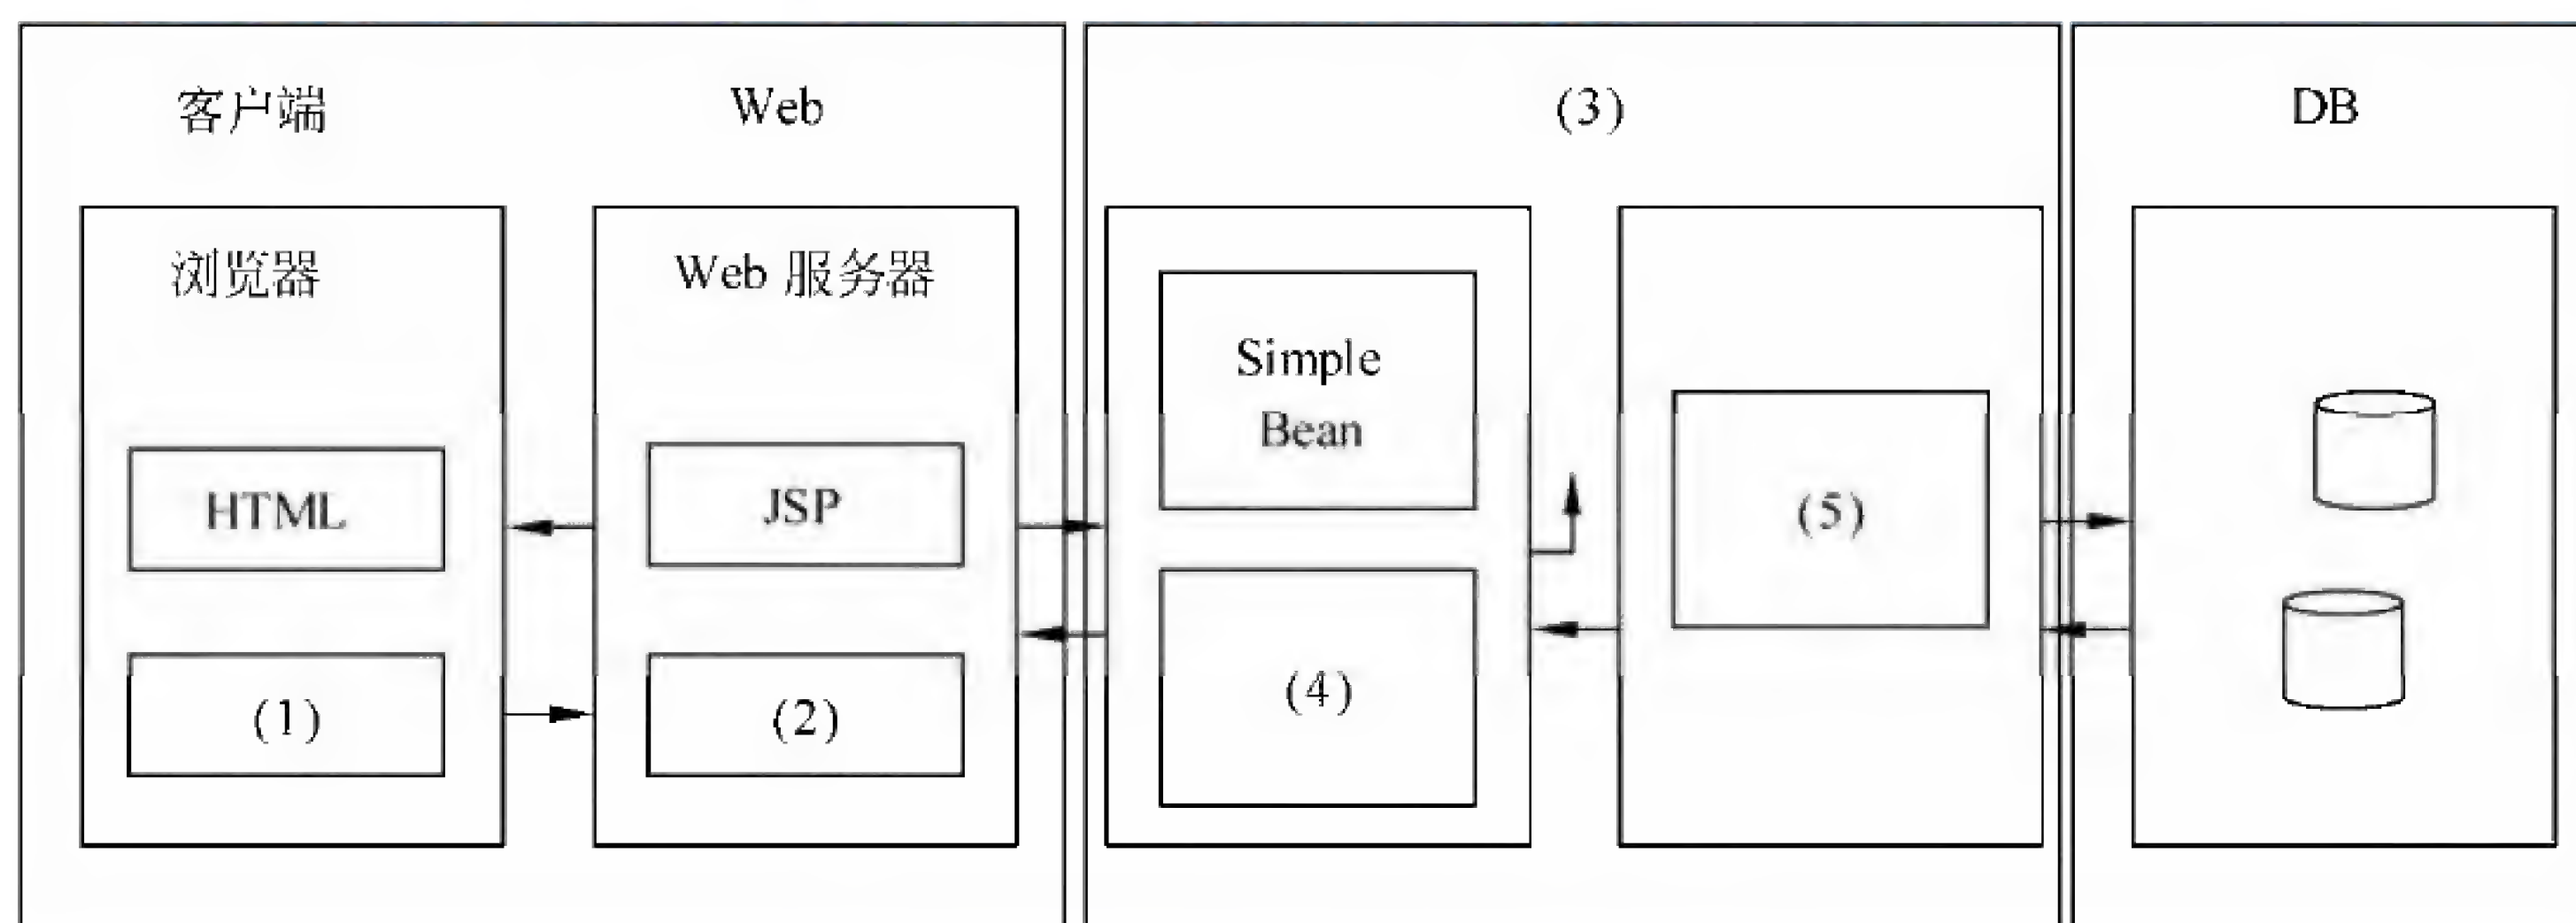 客户端
Web
(3)
DB
浏览器
Web 服务器
Simple
Bean
HTML
JSP
(5)
(1)
(2)
(4)